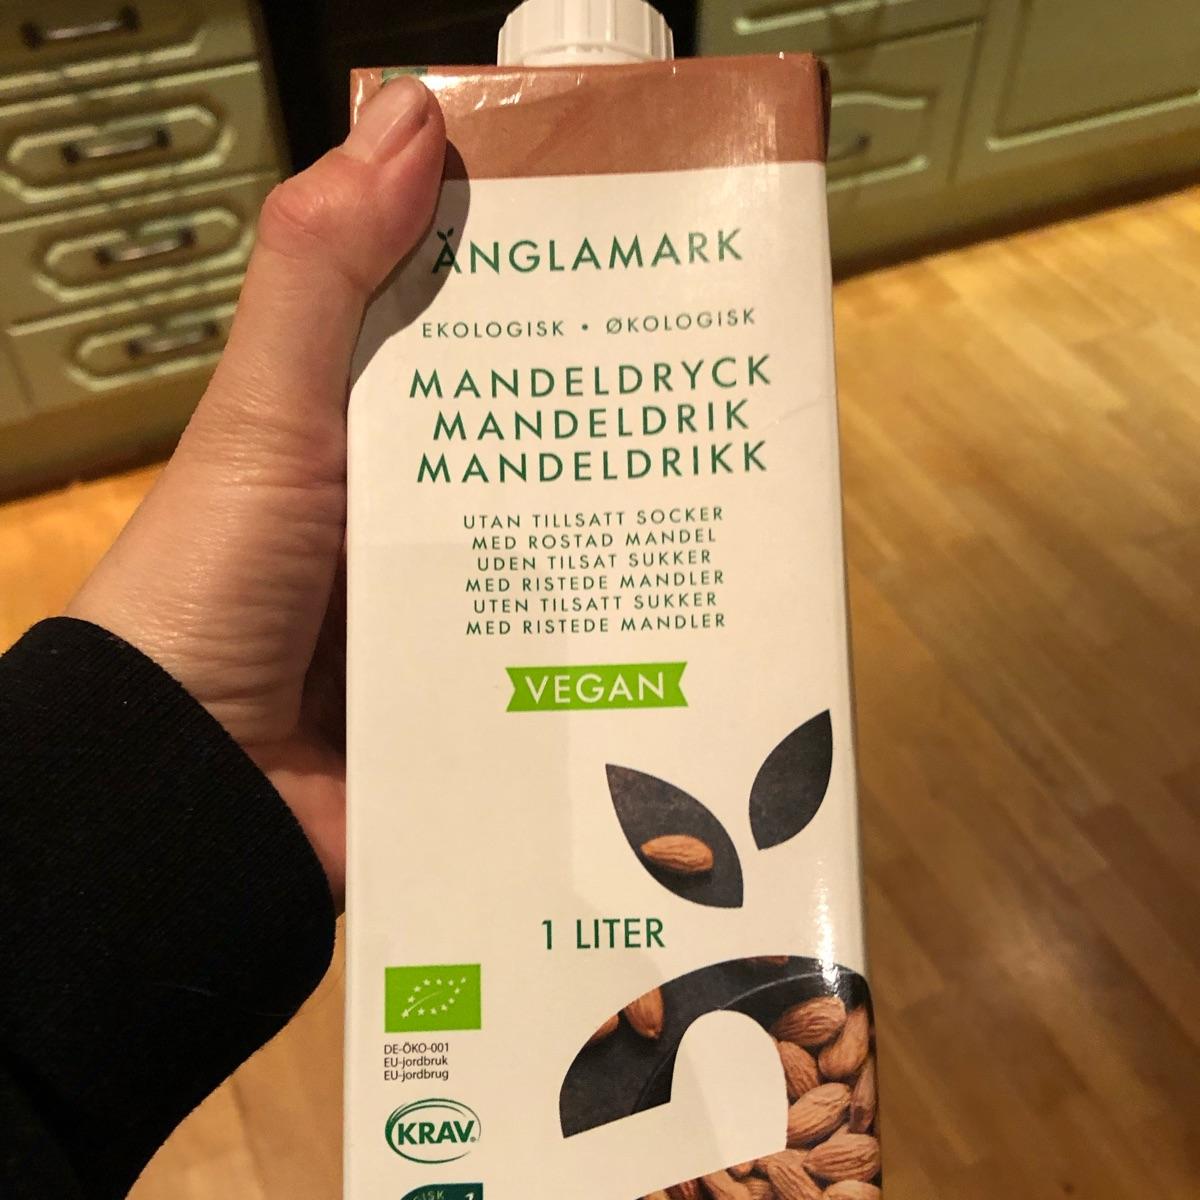 ÄNGLAMARK
EKOLOGISK • ØKOLOGISK
MANDELDRYCK
MANDELDRIK
MANDELDRIKK
UTAN TILLSATT SOCKER
MED ROSTAD MANDEL
UDEN TILSAT SUKKER
MED RISTEDE MANDLER
UTEN TILSATT SUKKER
MED RISTEDE MANDLER
VEGAN
1 LITER
DE-ÖKO-001
EU-jordbruk
EU-jordbrug
KRAV